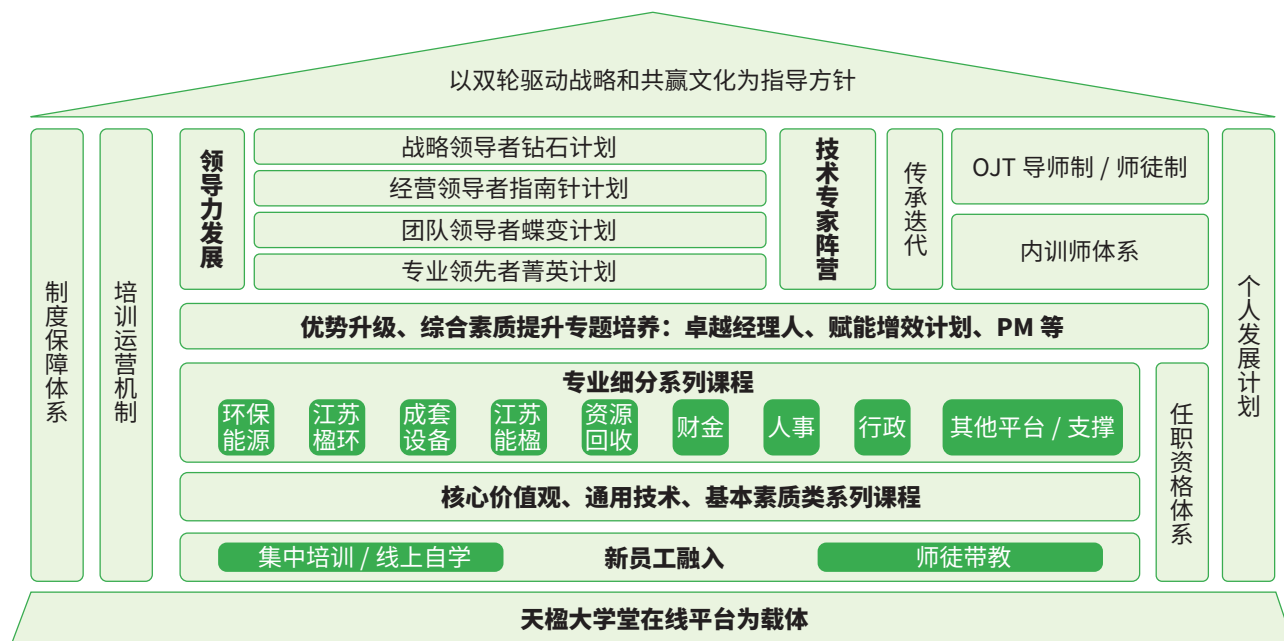 以双轮驱动战略和共赢文化为指导方针
制度保障体系
培训运营机制
领导力发展
战略领导者钻石计划
经营领导者指南针计划
团队领导者蝶变计划
专业领先者菁英计划
技术专家阵营
传承迭代
OJT 导师制 / 师徒制
内训师体系
个人发展计划
优势升级、综合素质提升专题培养：卓越经理人、赋能增效计划、PM 等
专业细分系列课程
环保
能源
江苏
楹环
成套
设备
江苏
能楹
资源
回收
财金
人事
行政
其他平台 / 支撑
任职资格体系
核心价值观、通用技术、基本素质类系列课程
集中培训 / 线上自学
新员工融入
师徒带教
天楹大学堂在线平台为载体